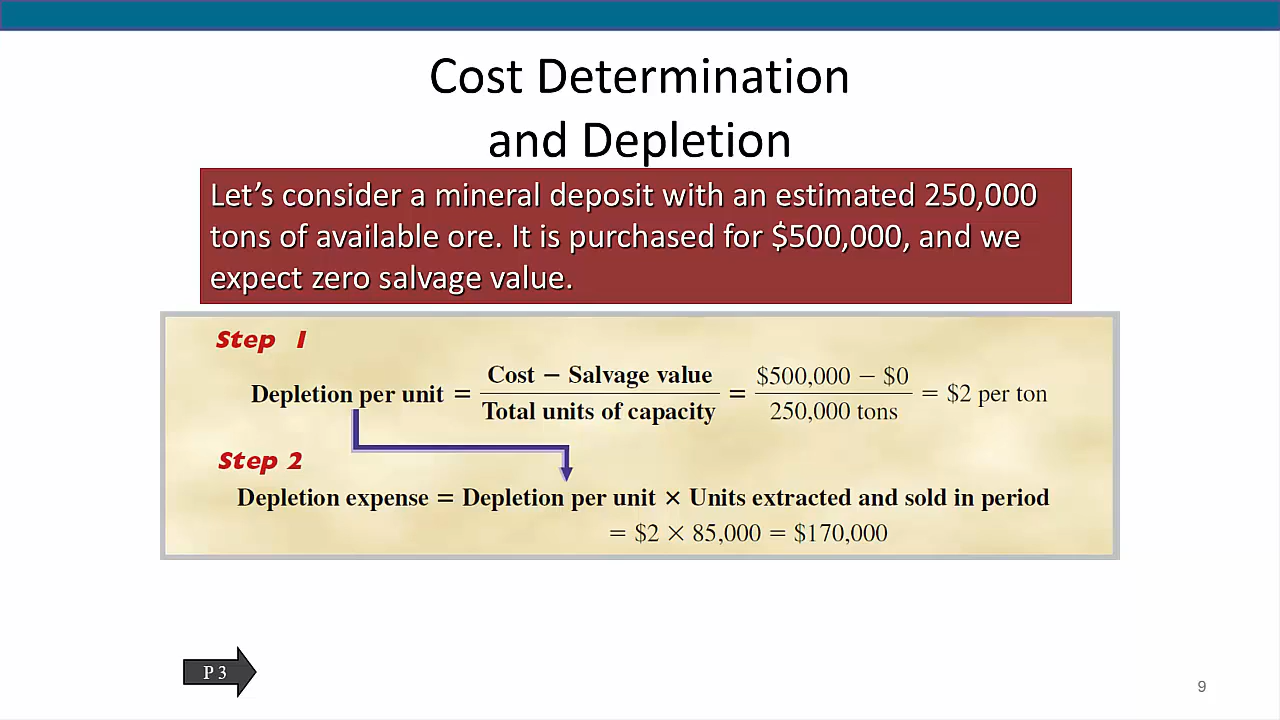 Cost Determination
and Depletion
Let’s consider a mineral deposit with an estimated 250,000
tons of available ore. It is purchased for $500,000, and we
expect zero salvage value.
Step 1
Depletion per unit = Cost − Salvage value / Total units of capacity = $500,000 − $0 / 250,000 tons = $2 per ton
Step 2
Depletion expense = Depletion per unit × Units extracted and sold in period
= $2 × 85,000 = $170,000
P 3
9